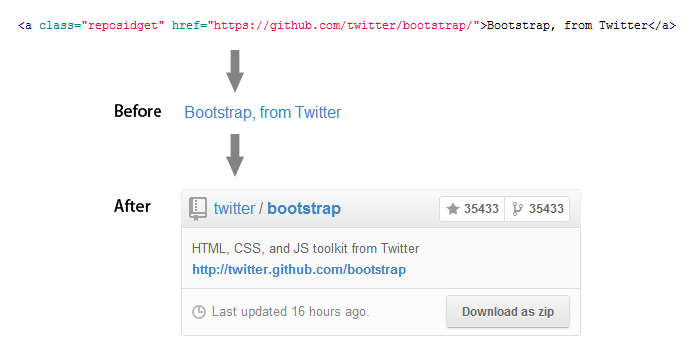 <a class="reposidget" href="https://github.com/twitter/bootstrap/">Bootstrap, from Twitter</a>
Before Bootstrap, from Twitter
After twitter / bootstrap 35433 35433
HTML, CSS, and JS toolkit from Twitter
http://twitter.github.com/bootstrap
Last updated 16 hours ago. Download as zip